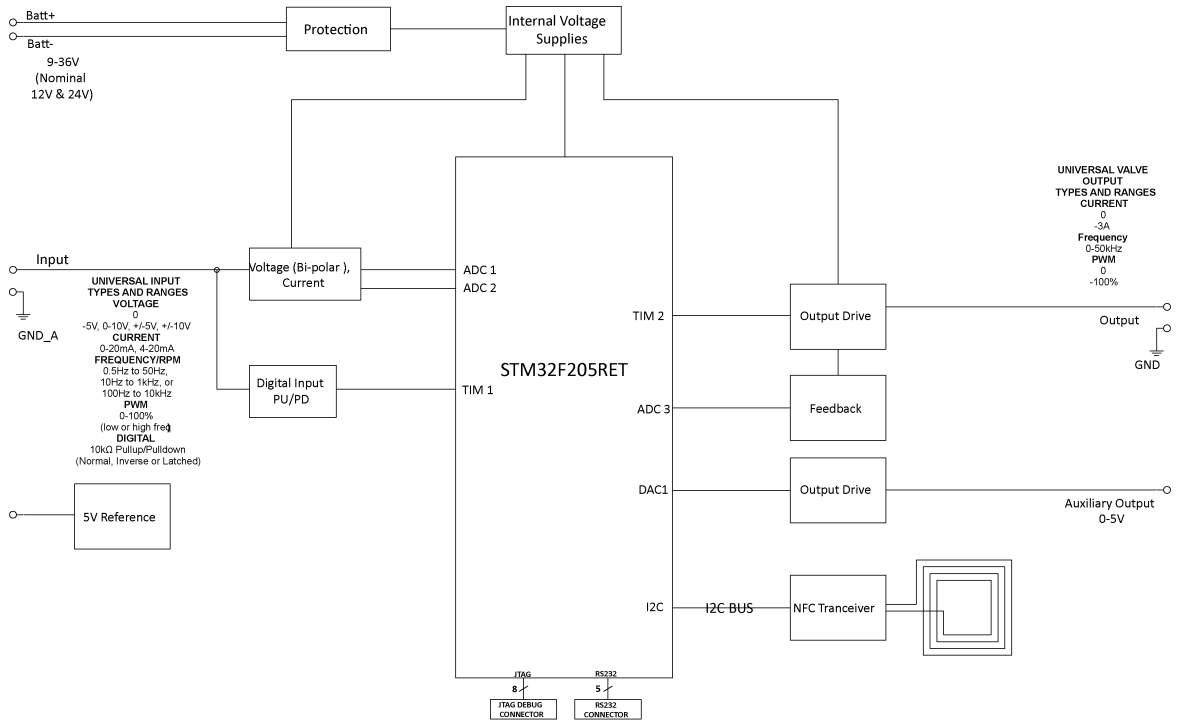 Batt+
Batt-
9-36V
(Nominal
12V & 24V)
Protection
Internal Voltage
Supplies
Input
GND_A
UNIVERSAL INPUT
TYPES AND RANGES
VOLTAGE
0
-5V, 0-10V, +/-5V, +/-10V
CURRENT
0-20mA, 4-20mA
FREQUENCY/RPM
0.5Hz to 50Hz,
10Hz to 1kHz, or
100Hz to 10kHz
PWM
0-100%
(low or high freq)
DIGITAL
10kΩ Pullup/Pulldown
(Normal, Inverse or Latched)
5V Reference
Voltage (Bi-polar ),
Current
Digital Input
PU/PD
ADC 1
ADC 2
TIM 1
STM32F205RET
TIM 2
ADC 3
DAC1
I2C
JTAG
RS232
8
5
JTAG DEBUG
CONNECTOR
RS232
CONNECTOR
Output Drive
Feedback
Output Drive
I2C BUS
NFC Tranceiver
UNIVERSAL VALVE
OUTPUT
TYPES AND RANGES
CURRENT
0
-3A
Frequency
0-50kHz
PWM
0
-100%
Output
GND
Auxiliary Output
0-5V